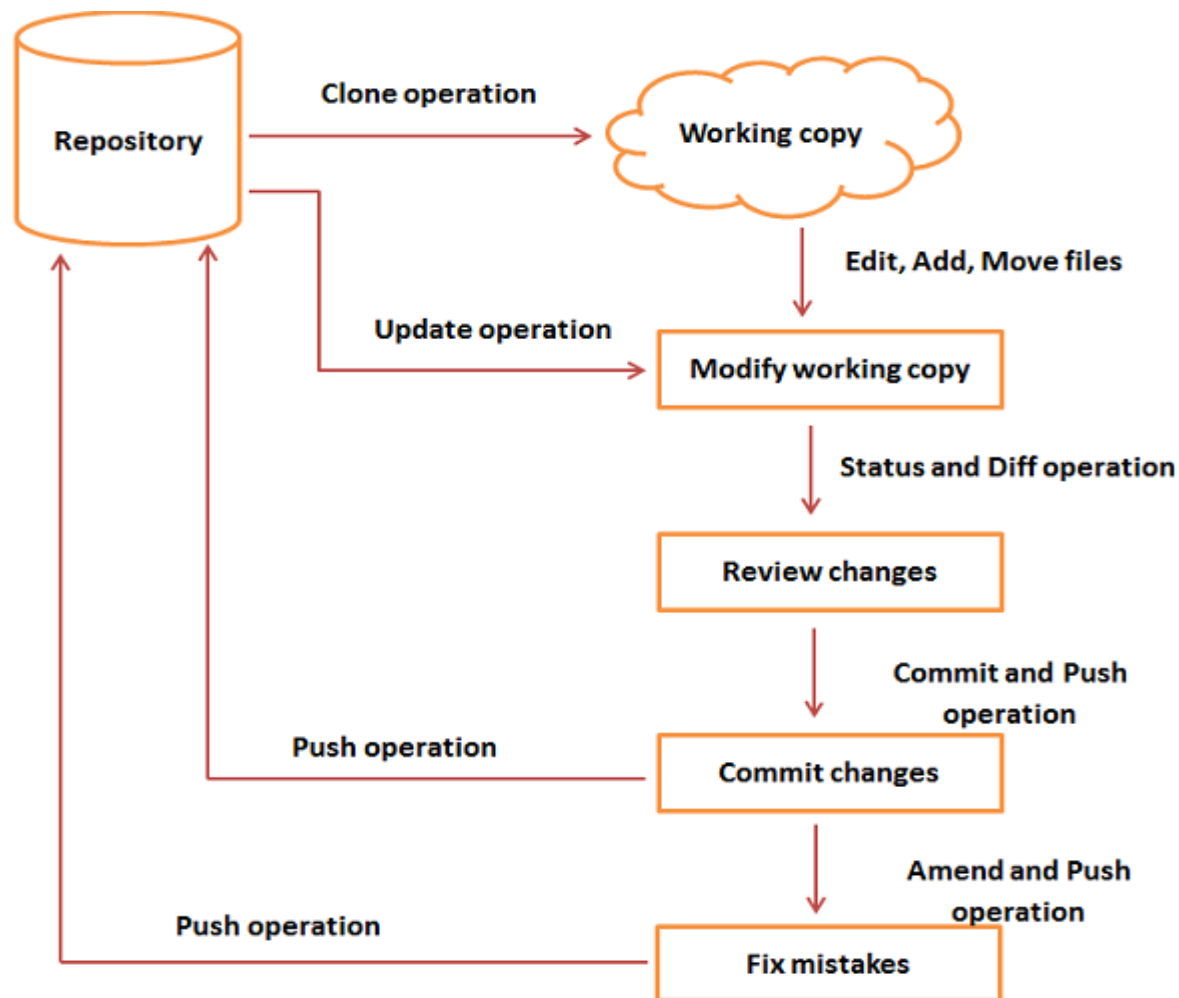 Clone operation
Repository
Working copy
Edit, Add, Move files
Update operation
Modify working copy
Status and Diff operation
Review changes
Commit and Push
operation
Push operation
Commit changes
Amend and Push
operation
Push operation
Fix mistakes